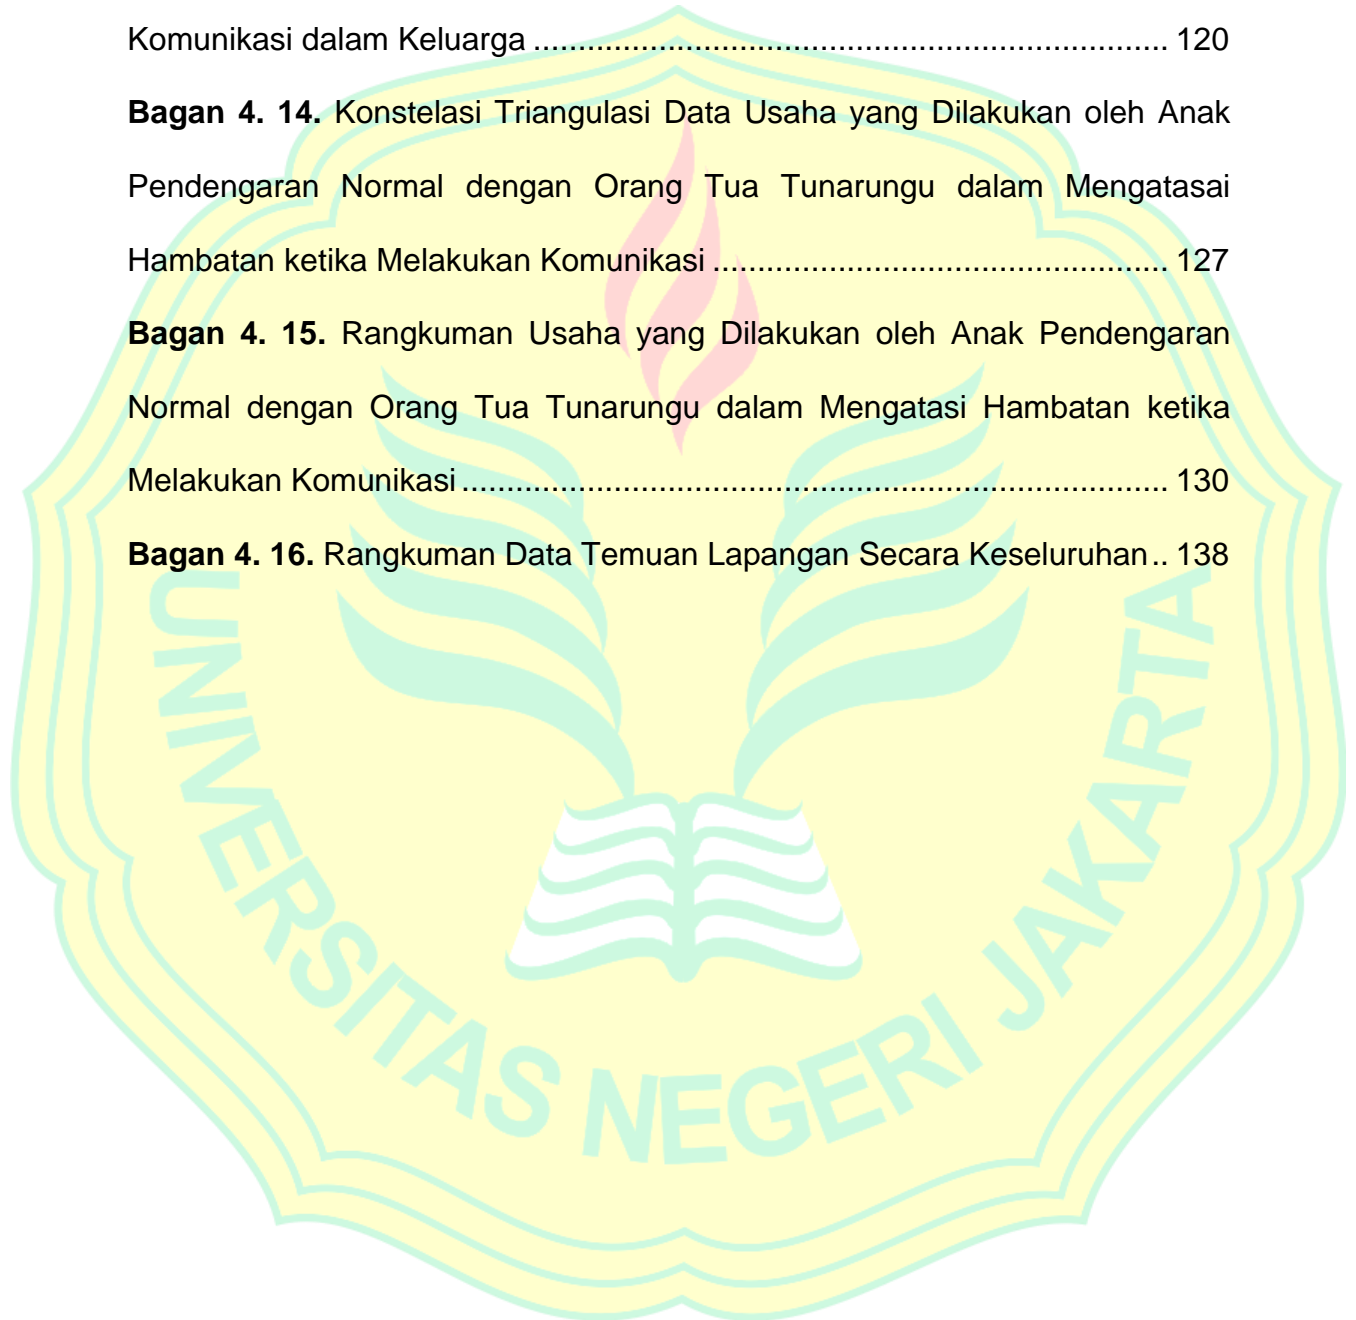 Komunikasi dalam Keluarga ....................................................................... 120
Bagan 4. 14. Konstelasi Triangulasi Data Usaha yang Dilakukan oleh Anak
Pendengaran Normal dengan Orang Tua Tunarungu dalam Mengatasai
Hambatan ketika Melakukan Komunikasi ................................................... 127
Bagan 4. 15. Rangkuman Usaha yang Dilakukan oleh Anak Pendengaran
Normal dengan Orang Tua Tunarungu dalam Mengatasi Hambatan ketika
Melakukan Komunikasi ............................................................................... 130
Bagan 4. 16. Rangkuman Data Temuan Lapangan Secara Keseluruhan .. 138
UNIVERSITAS NEGERI JAKARTA